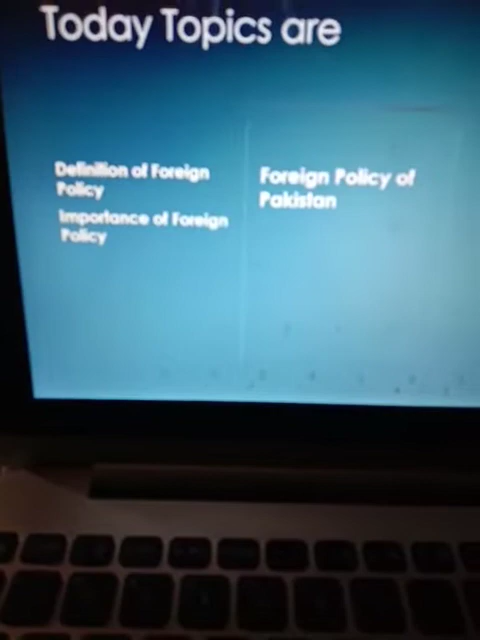 Today Topics are
Definition of Foreign
Policy
Importance of Foreign
Policy
Foreign Policy of
Pakistan